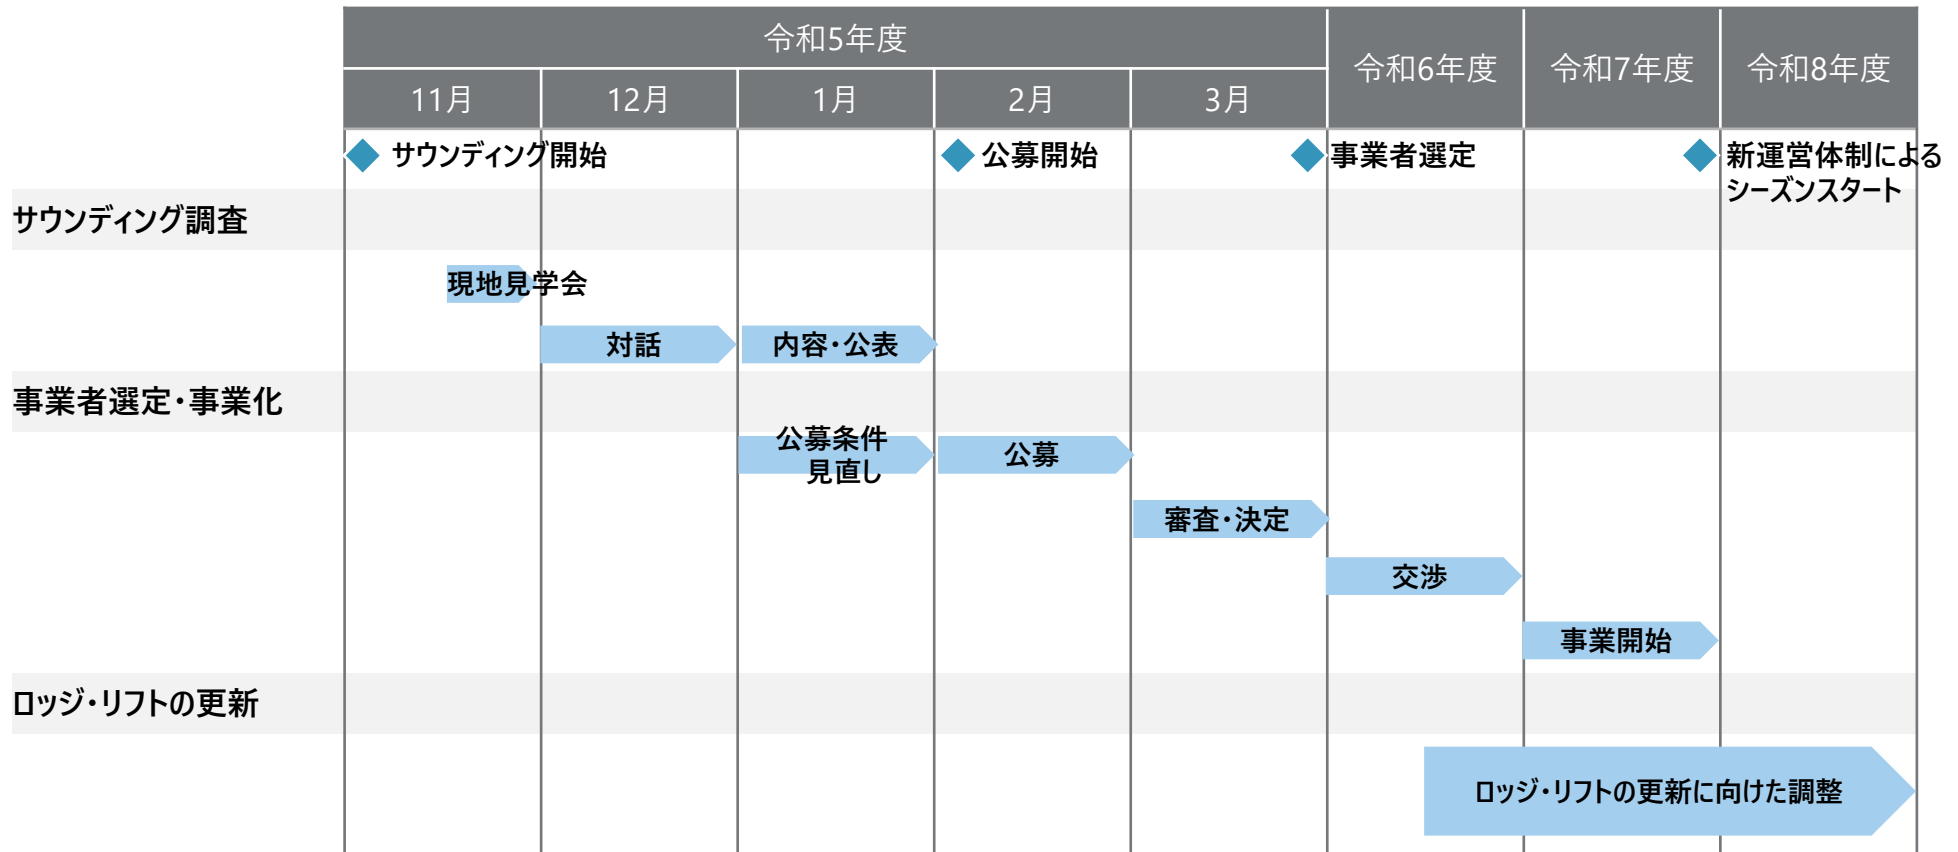 令和5年度
令和6年度
令和7年度
令和8年度
11月
12月
1月
2月
3月
サウンディング開始
公募開始
事業者選定
新運営体制による
シーズンスタート
サウンディング調査
現地見学会
対話
内容・公表
事業者選定・事業化
公募条件
見直し
公募
審査・決定
交渉
事業開始
ロッジ・リフトの更新
ロッジ・リフトの更新に向けた調整